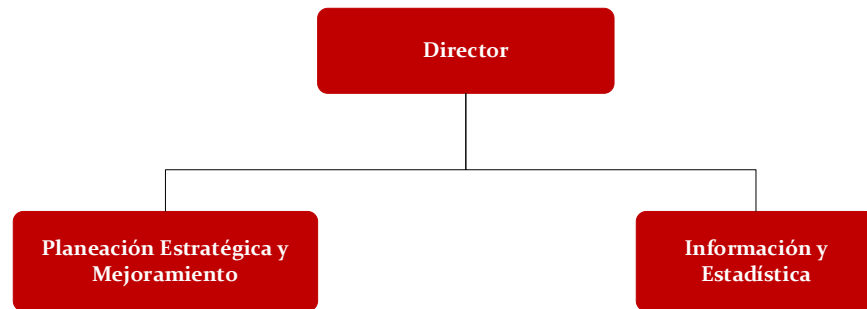 Director
Planeación Estratégica y
Mejoramiento
Información y
Estadística